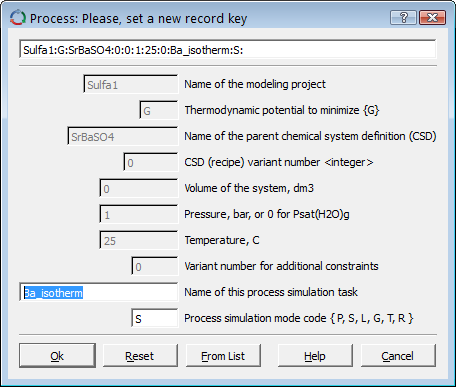 Process: Please, set a new record key
Sulfa1:G:SrBaSO4:0:0:1:25:0:Ba_isotherm:S:
Sulfa1 Name of the modeling project
G Thermodynamic potential to minimize {G}
SrBaSO4 Name of the parent chemical system definition (CSD)
0 CSD (recipe) variant number <integer>
0 Volume of the system, dm3
1 Pressure, bar, or 0 for Psat(H2O)g
25 Temperature, C
0 Variant number for additional constraints
Ba_isotherm Name of this process simulation task
S Process simulation mode code { P, S, L, G, T, R }
Ok Reset From List Help Cancel